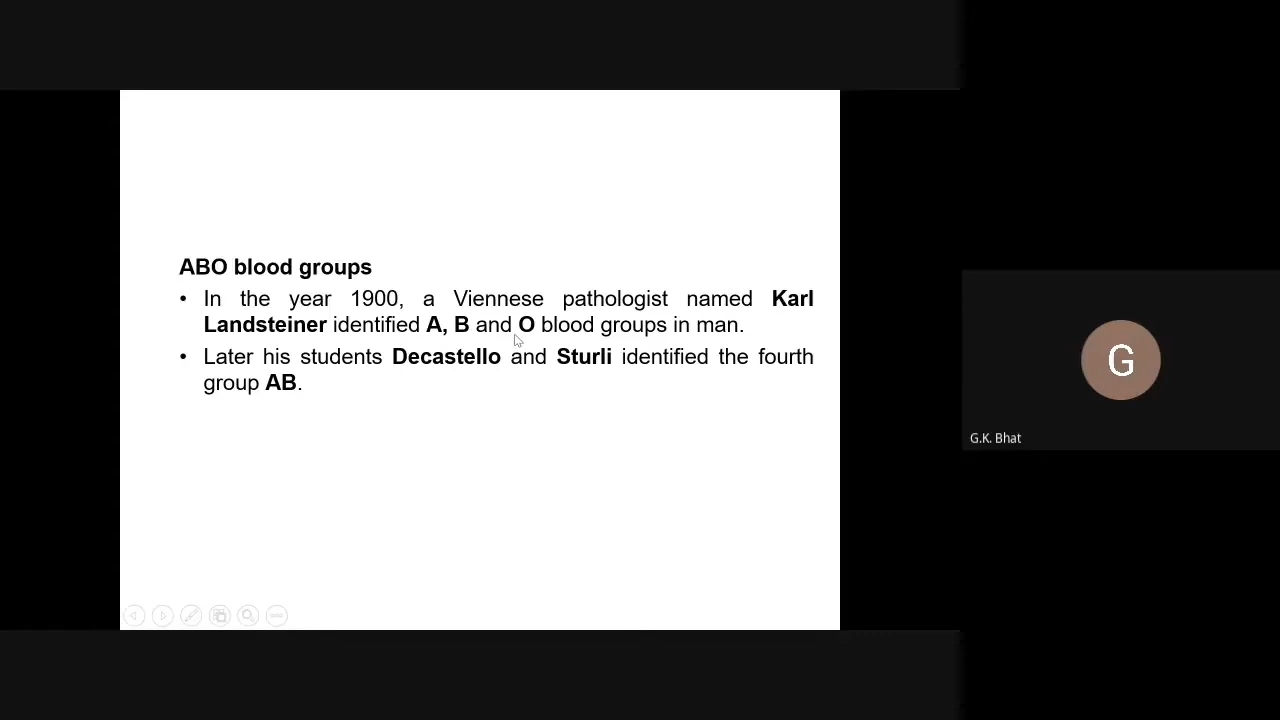 ABO blood groups
• In the year 1900, a Viennese pathologist named Karl
Landsteiner identified A, B and O blood groups in man.
• Later his students Decastello and Sturli identified the fourth
group AB.
G
G.K. Bhat